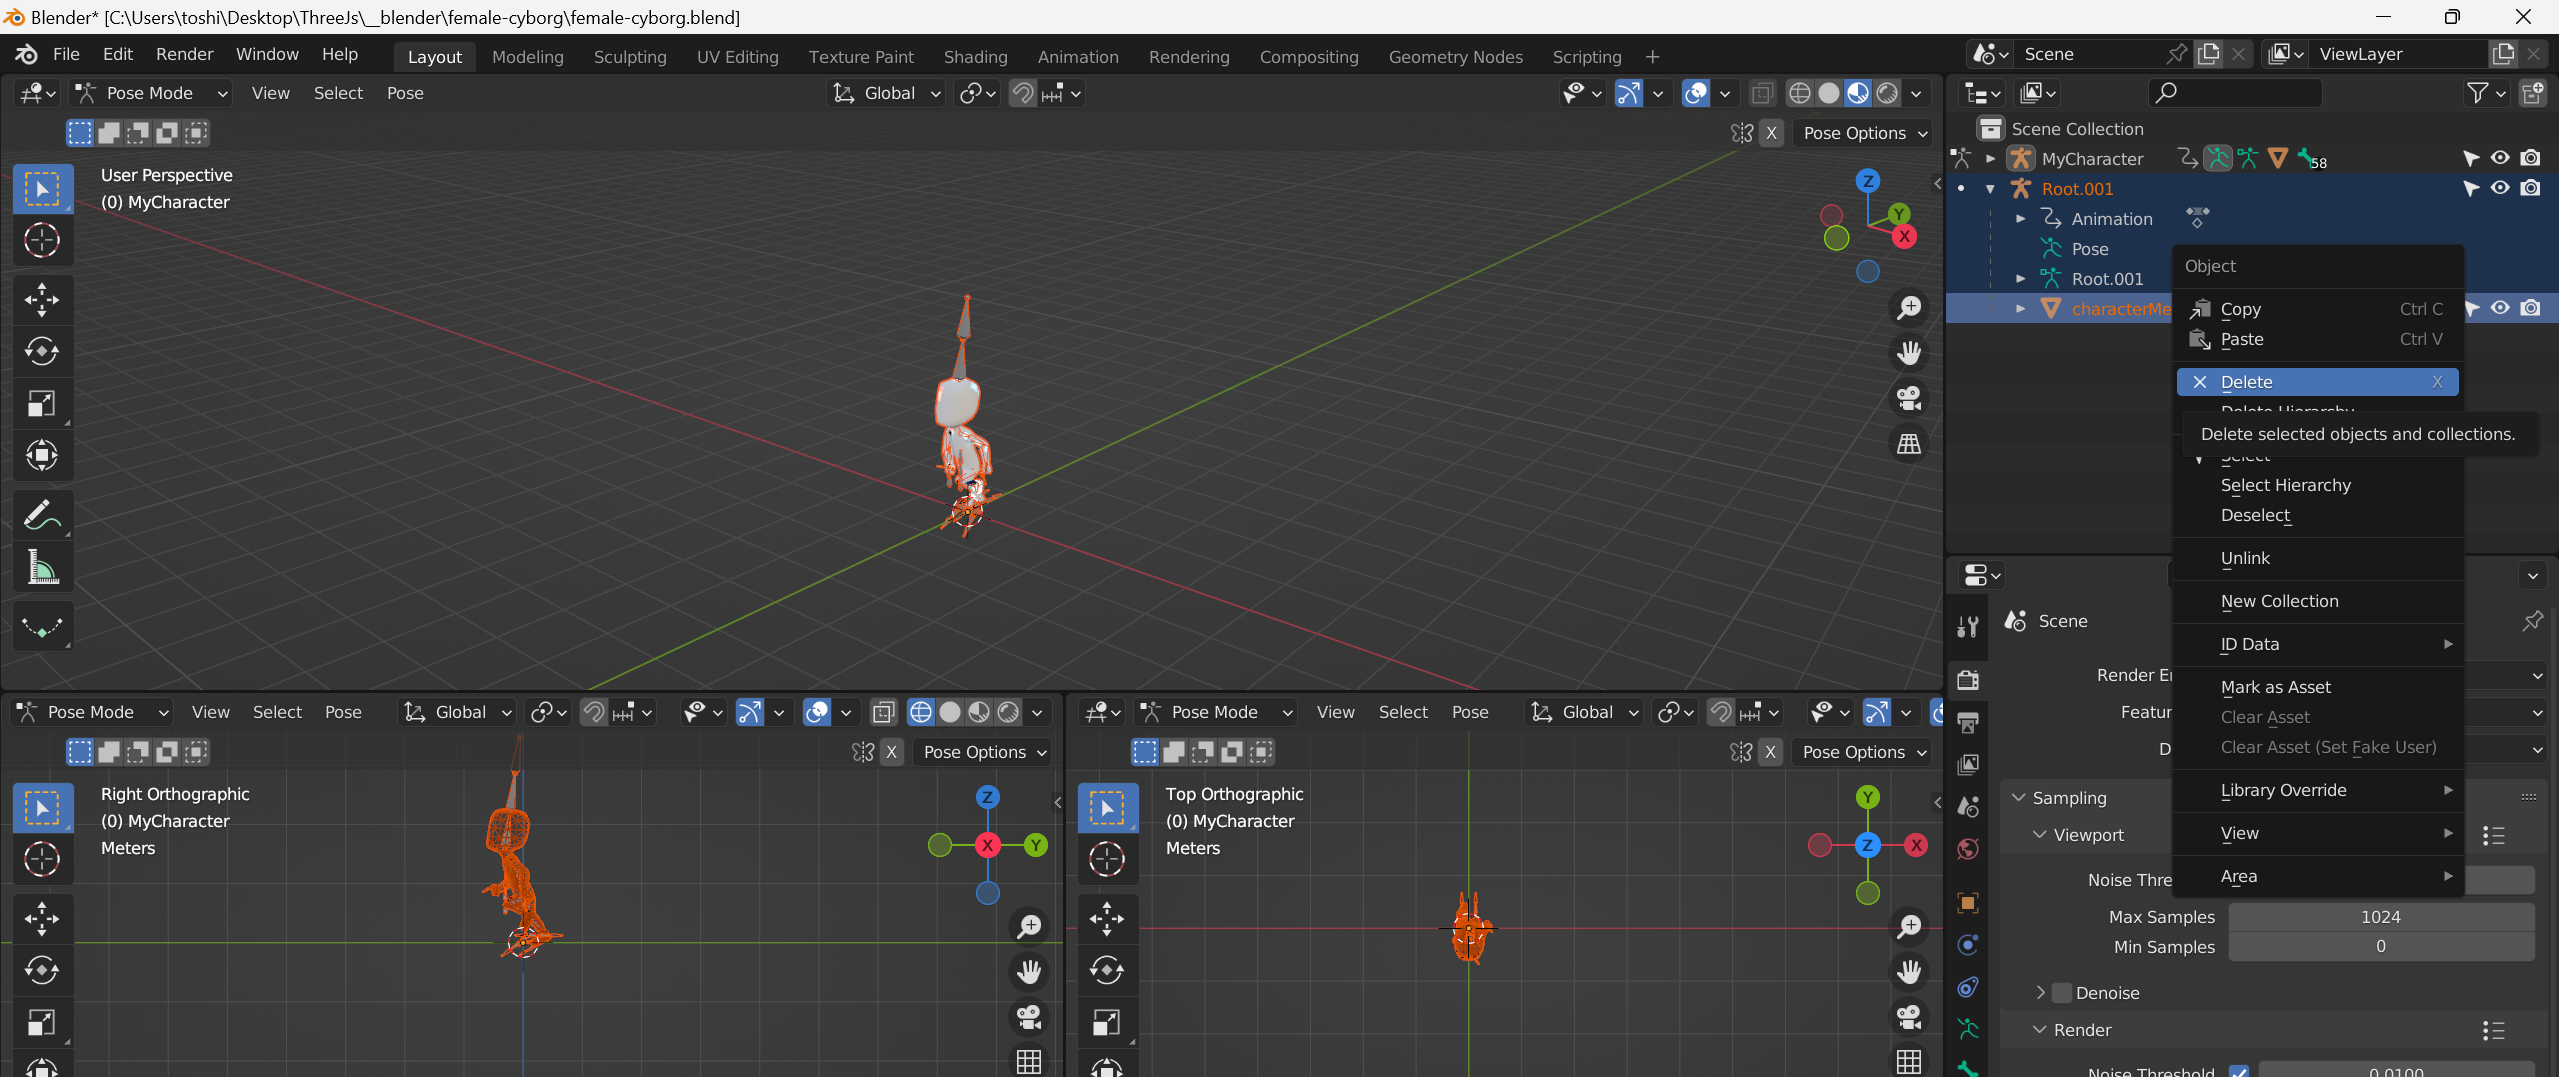 Blender* [C:\Users\toshi\Desktop\ThreeJs\__blender\female-cyborg\female-cyborg.blend]
File Edit Render Window Help Layout Modeling Sculpting UV Editing Texture Paint Shading Animation Rendering Compositing Geometry Nodes Scripting + Scene ViewLayer
Pose Mode View Select Pose Global
X Pose Options
User Perspective
(0) MyCharacter
Z
Y
X
Scene Collection
MyCharacter 58
Root.001
Animation
Pose
Root.001
characterMe
Object
Copy Ctrl C
Paste Ctrl V
Delete X
Delete Hierarchy
Delete selected objects and collections.
Select
Select Hierarchy
Deselect
Unlink
New Collection
ID Data
Mark as Asset
Clear Asset
Clear Asset (Set Fake User)
Library Override
View
Area
Scene
Render E
Featur
D
Sampling
Viewport
Noise Thre
Max Samples 1024
Min Samples 0
Denoise
Render
Noise Threshold 0.0100
Pose Mode View Select Pose Global
X Pose Options
Right Orthographic
(0) MyCharacter
Meters
Z
X Y
Pose Mode View Select Pose Global
X Pose Options
Top Orthographic
(0) MyCharacter
Meters
Y
Z X